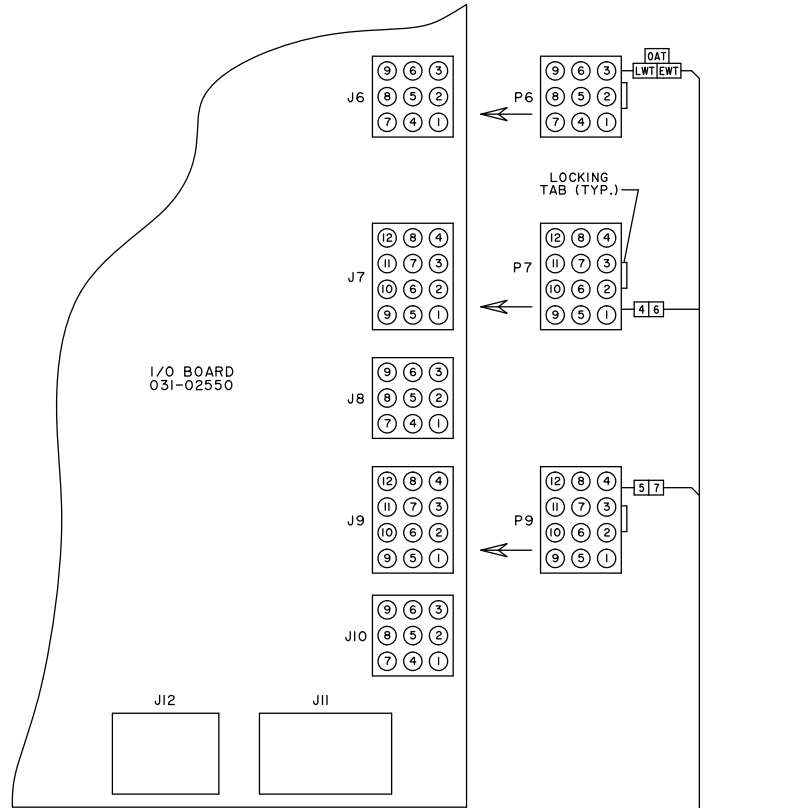 J6
9 6 3
8 5 2
7 4 1
P6
9 6 3
8 5 2
7 4 1
OAT
LWT EWT
LOCKING
TAB (TYP.)
J7
12 8 4
11 7 3
10 6 2
9 5 1
P7
12 8 4
11 7 3
10 6 2
9 5 1
4 6
I/O BOARD
031-02550
J8
9 6 3
8 5 2
7 4 1
J9
12 8 4
11 7 3
10 6 2
9 5 1
P9
12 8 4
11 7 3
10 6 2
9 5 1
5 7
J10
9 6 3
8 5 2
7 4 1
J12
J11